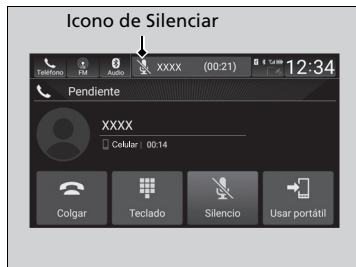 Icono de Silenciar
Teléfono FM Audio XXXX (00:21) 12:34
Pendiente
XXXX
Celular | 00:14
Colgar Teclado Silencio Usar portátil